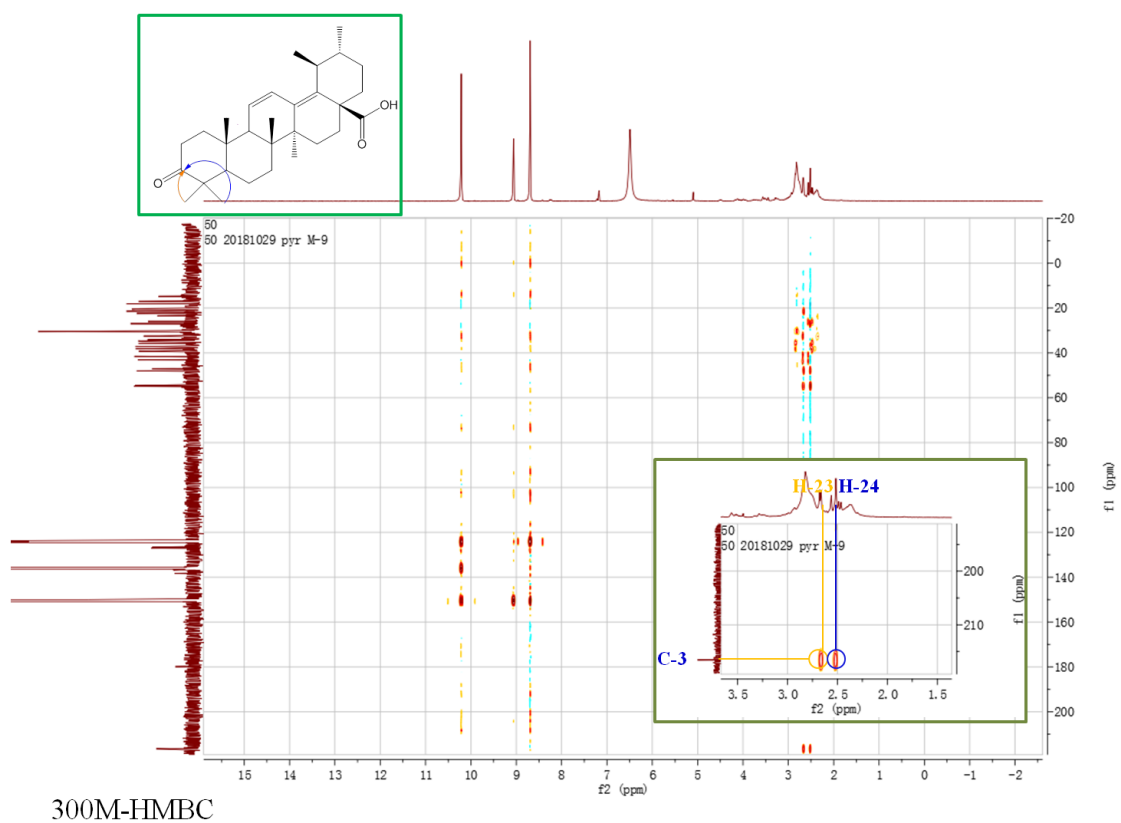 OH
O
O
50
50 20181029 pyr M-9
-20
0
20
40
60
80
100
120
140
160
180
200
f1 (ppm)
H-23 H-24
50
50 20181029 pyr M-9
200
210
f1 (ppm)
C-3
3.5 3.0 2.5 2.0 1.5
f2 (ppm)
15 14 13 12 11 10 9 8 7 6 5 4 3 2 1 0 -1 -2
f2 (ppm)
300M-HMBC